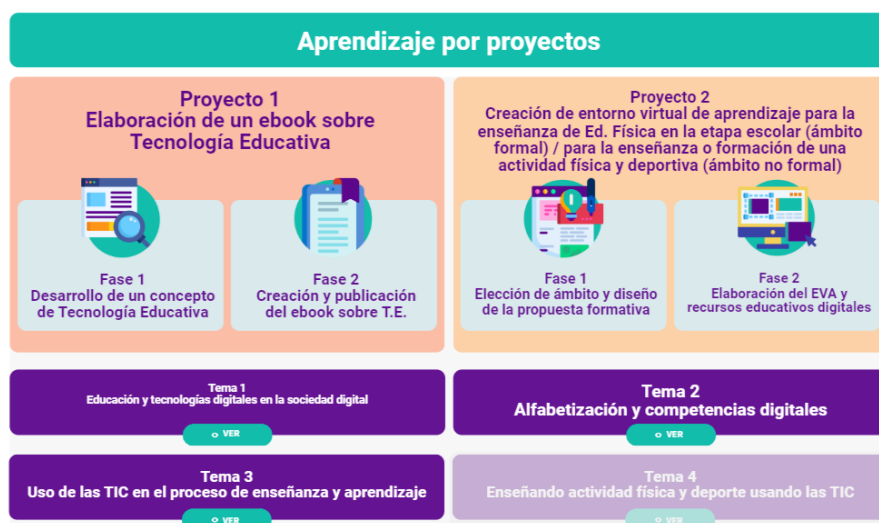 Aprendizaje por proyectos
Proyecto 1
Elaboración de un ebook sobre
Tecnología Educativa
Fase 1
Desarrollo de un concepto
de Tecnología Educativa
Fase 2
Creación y publicación
del ebook sobre T.E.
Proyecto 2
Creación de entorno virtual de aprendizaje para la
enseñanza de Ed. Física en la etapa escolar (ámbito
formal) / para la enseñanza o formación de una
actividad física y deportiva (ámbito no formal)
Fase 1
Elección de ámbito y diseño
de la propuesta formativa
Fase 2
Elaboración del EVA y
recursos educativos digitales
Tema 1
Educación y tecnologías digitales en la sociedad digital
VER
Tema 2
Alfabetización y competencias digitales
VER
Tema 3
Uso de las TIC en el proceso de enseñanza y aprendizaje
VER
Tema 4
Enseñando actividad física y deporte usando las TIC
VER